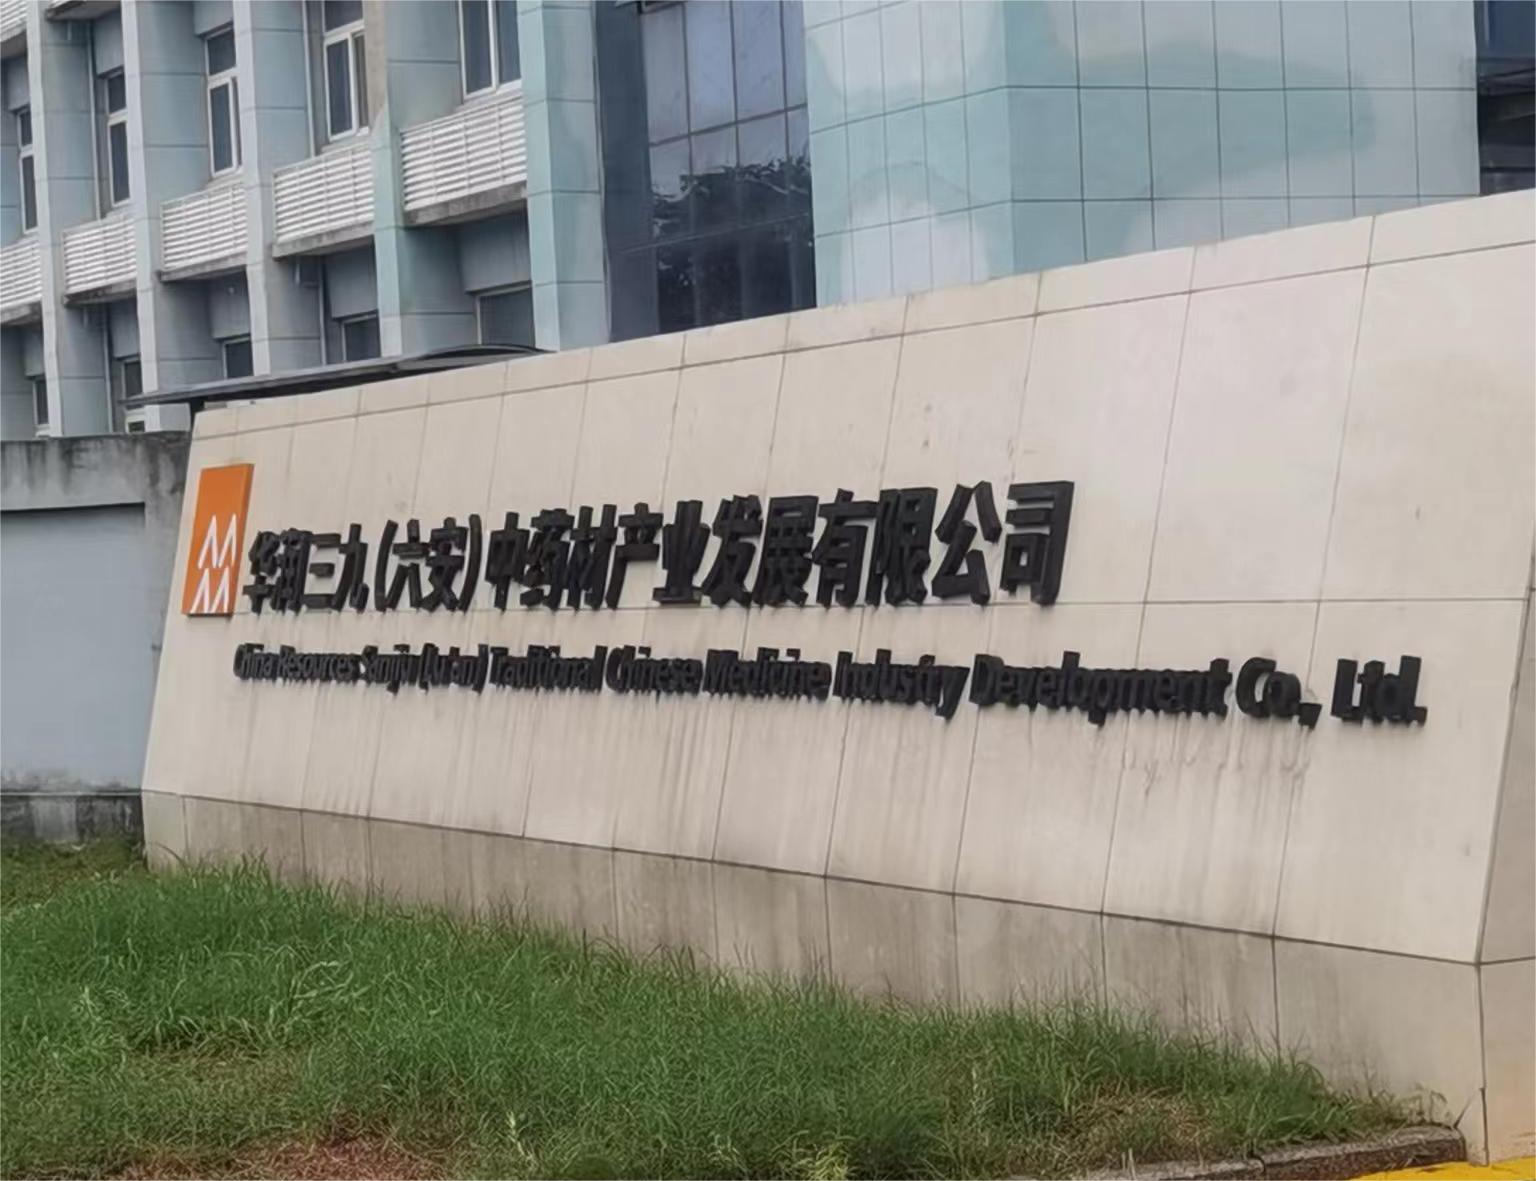 华润三九(六安)中药材产业发展有限公司
China Resources Sanjiu (Lu'an) Traditional Chinese Medicine Industry Development Co., Ltd.